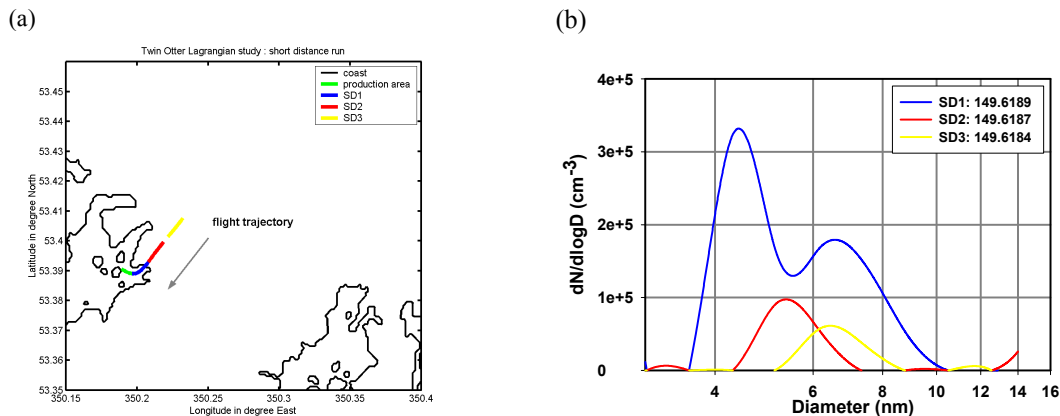 (a)
Twin Otter Lagrangian study : short distance run
coast
production area
SD1
SD2
SD3
flight trajectory
53.46
53.45
53.44
53.43
53.42
53.41
53.4
53.39
53.38
53.37
53.36
53.35
Latitude in degree North
350.15 350.2 350.25 350.3 350.35 350.4
Longitude in degree East
(b)
SD1: 149.6189
SD2: 149.6187
SD3: 149.6184
4e+5
3e+5
2e+5
1e+5
0
dN/dlogD (cm-3)
4 6 8 10 12 14 16
Diameter (nm)